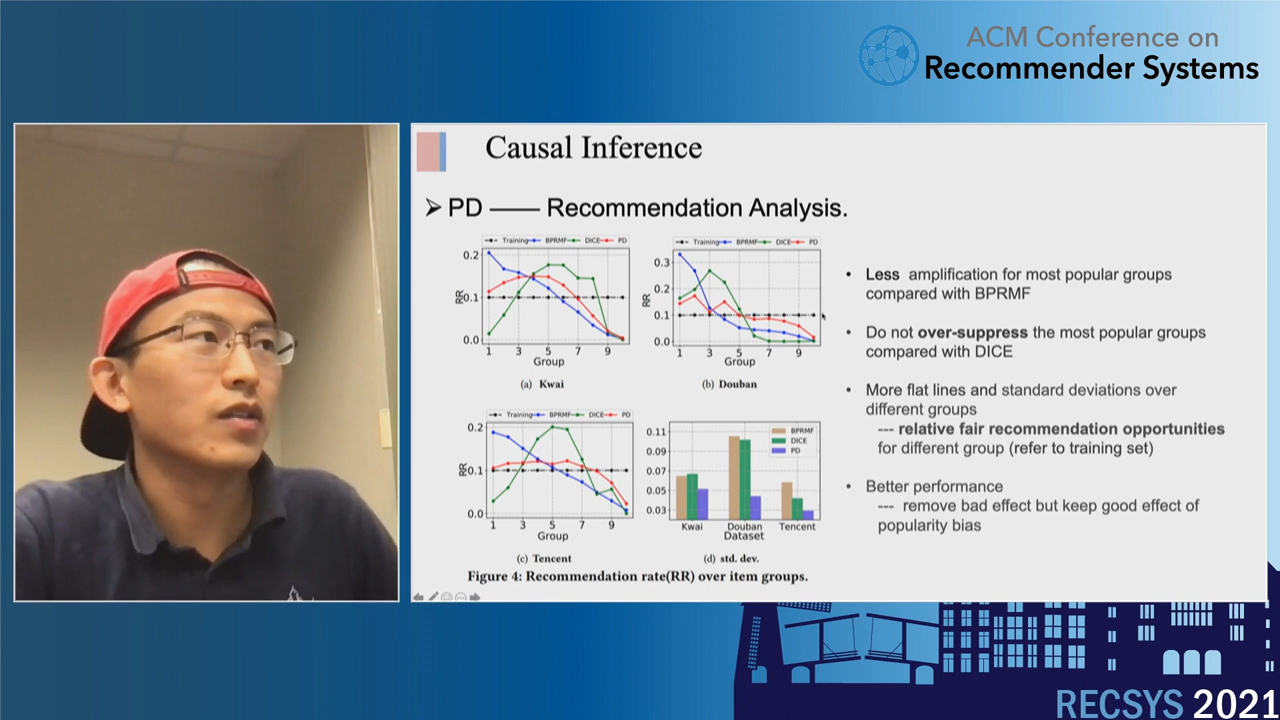 ACM Conference on
Recommender Systems
Causal Inference
➢ PD —— Recommendation Analysis.
Training BPRMF DICE PD
0.2
0.1
0.0
RR
1 3 5 7 9
Group
(a) Kwai
Training BPRMF DICE PD
0.3
0.2
0.1
0.0
RR
1 3 5 7 9
Group
(b) Douban
Training BPRMF DICE PD
0.2
0.1
0.0
RR
1 3 5 7 9
Group
(c) Tencent
BPRMF
DICE
PD
0.11
0.09
0.07
0.05
0.03
Kwai Douban Tencent
Dataset
(d) std. dev.
Figure 4: Recommendation rate(RR) over item groups.
• Less amplification for most popular groups
compared with BPRMF
• Do not over-suppress the most popular groups
compared with DICE
• More flat lines and standard deviations over
different groups
--- relative fair recommendation opportunities
for different group (refer to training set)
• Better performance
--- remove bad effect but keep good effect of
popularity bias
RECSYS 2021